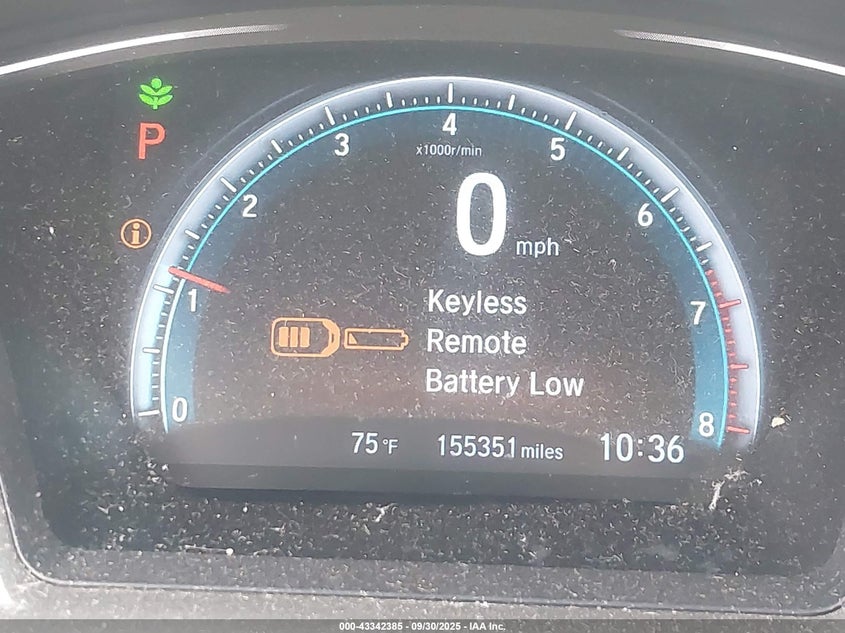 P
0
1
2
3
4
5
6
7
8
x1000r/min
0 mph
Keyless
Remote
Battery Low
75°F 155351 miles 10:36
000-43342385 - 09/30/2025 - IAA Inc.